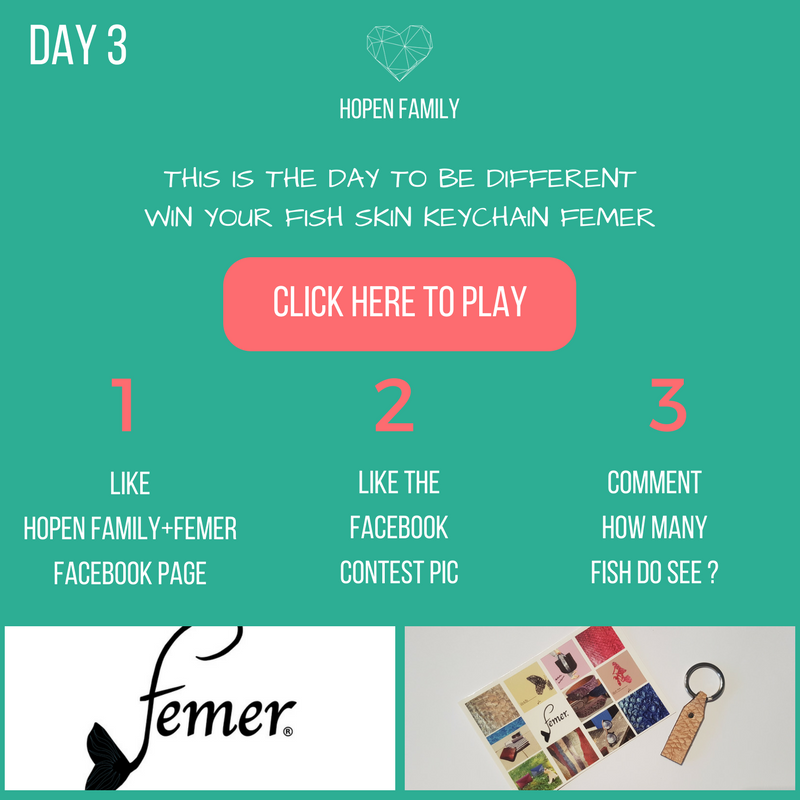 DAY 3
HOPEN FAMILY
THIS IS THE DAY TO BE DIFFERENT
WIN YOUR FISH SKIN KEYCHAIN FEMER
CLICK HERE TO PLAY
1
LIKE
HOPEN FAMILY+FEMER
FACEBOOK PAGE
2
LIKE THE
FACEBOOK
CONTEST PIC
3
COMMENT
HOW MANY
FISH DO SEE ?
femer®
femer.